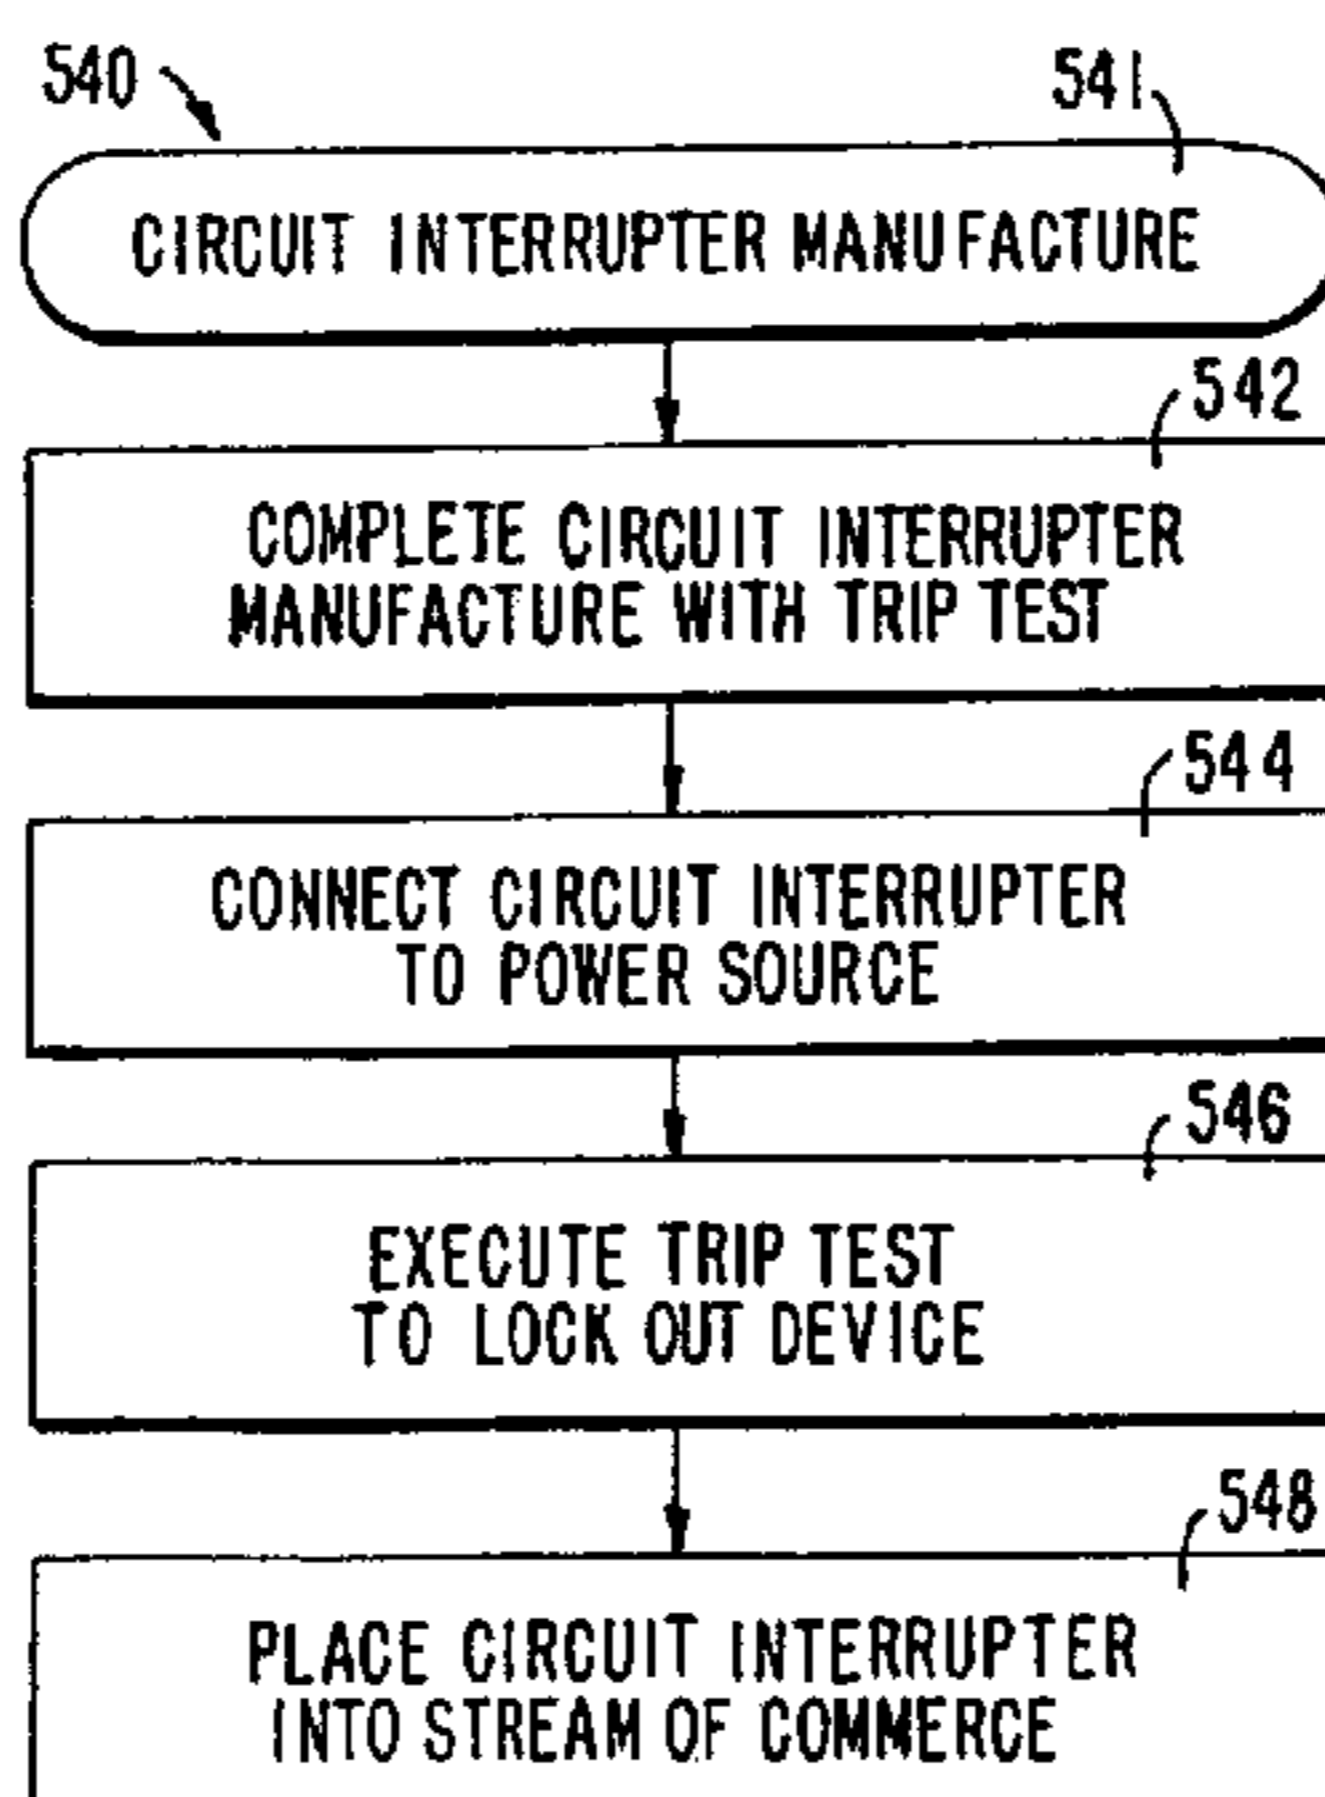 540
541
CIRCUIT INTERRUPTER MANUFACTURE
542
COMPLETE CIRCUIT INTERRUPTER
MANUFACTURE WITH TRIP TEST
544
CONNECT CIRCUIT INTERRUPTER
TO POWER SOURCE
546
EXECUTE TRIP TEST
TO LOCK OUT DEVICE
548
PLACE CIRCUIT INTERRUPTER
INTO STREAM OF COMMERCE